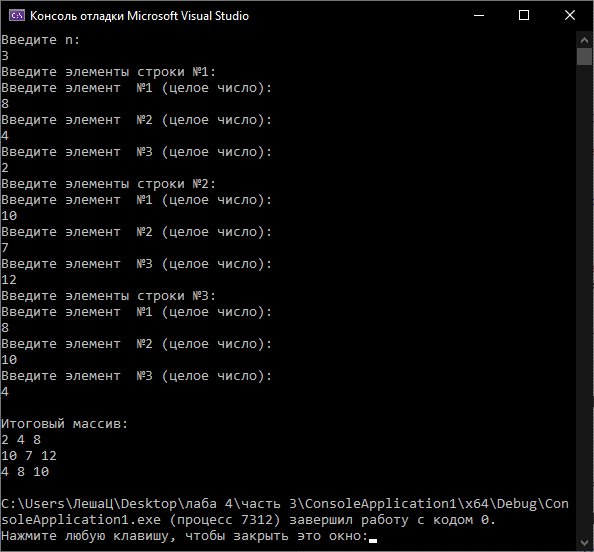 Консоль отладки Microsoft Visual Studio
Введите n:
3
Введите элементы строки №1:
Введите элемент  №1 (целое число):
8
Введите элемент  №2 (целое число):
4
Введите элемент  №3 (целое число):
2
Введите элементы строки №2:
Введите элемент  №1 (целое число):
10
Введите элемент  №2 (целое число):
7
Введите элемент  №3 (целое число):
12
Введите элементы строки №3:
Введите элемент  №1 (целое число):
8
Введите элемент  №2 (целое число):
10
Введите элемент  №3 (целое число):
4
Итоговый массив:
2 4 8
10 7 12
4 8 10
C:\Users\ЛешаЦ\Desktop\лаба 4\часть 3\ConsoleApplication1\x64\Debug\Con
soleApplication1.exe (процесс 7312) завершил работу с кодом 0.
Нажмите любую клавишу, чтобы закрыть это окно: